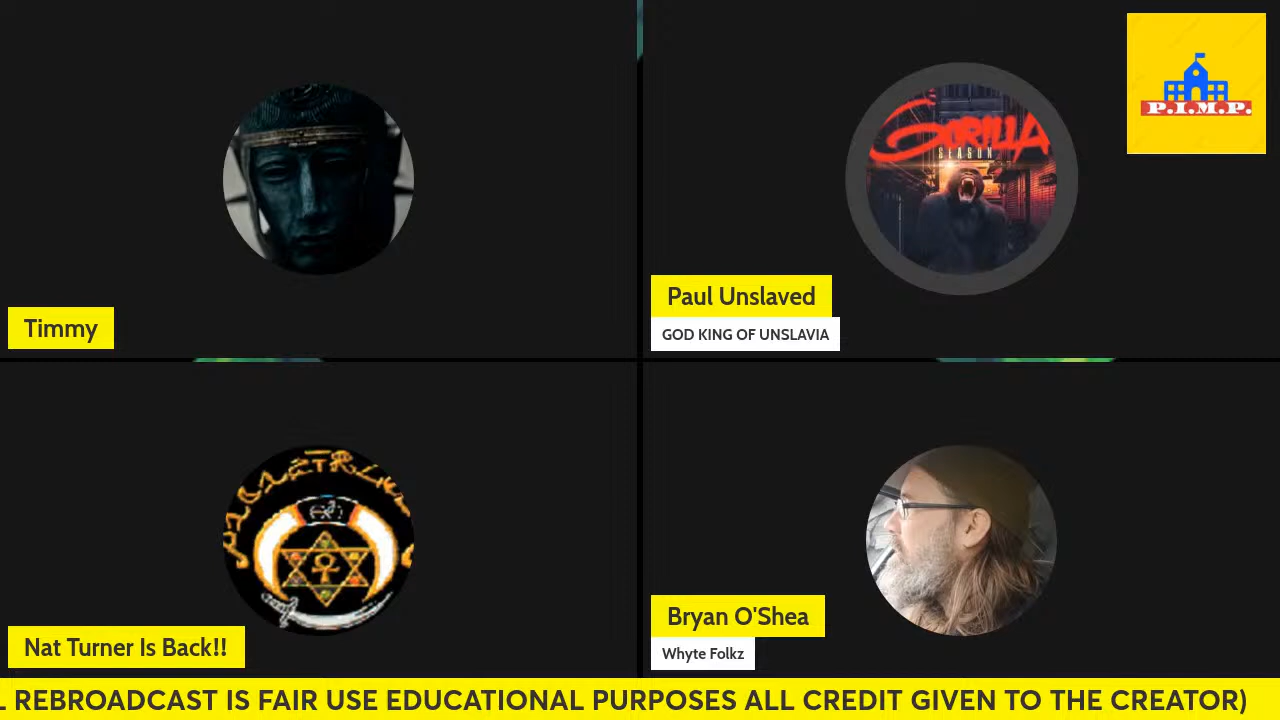 P.I.M.P.
GORILLA
SEASON
Timmy
Paul Unslaved
GOD KING OF UNSLAVIA
Nat Turner Is Back!!
Bryan O'Shea
Whyte Folkz
REBROADCAST IS FAIR USE EDUCATIONAL PURPOSES ALL CREDIT GIVEN TO THE CREATOR)